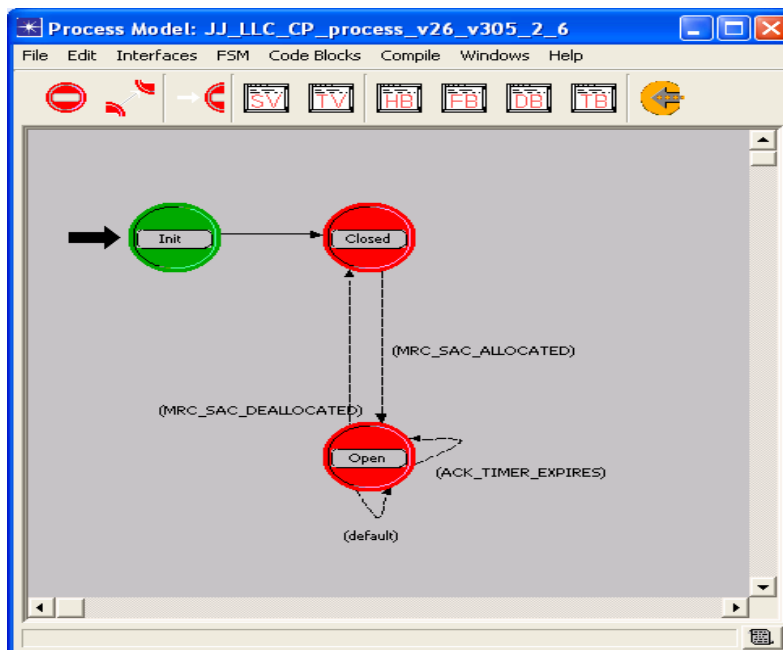 Process Model: JJ_LLC_CP_process_v26_v305_2_6
File Edit Interfaces FSM Code Blocks Compile Windows Help
SV TV HB FB DB TB
Init
Closed
(MRC_SAC_ALLOCATED)
(MRC_SAC_DEALLOCATED)
Open
(ACK_TIMER_EXPIRES)
(default)